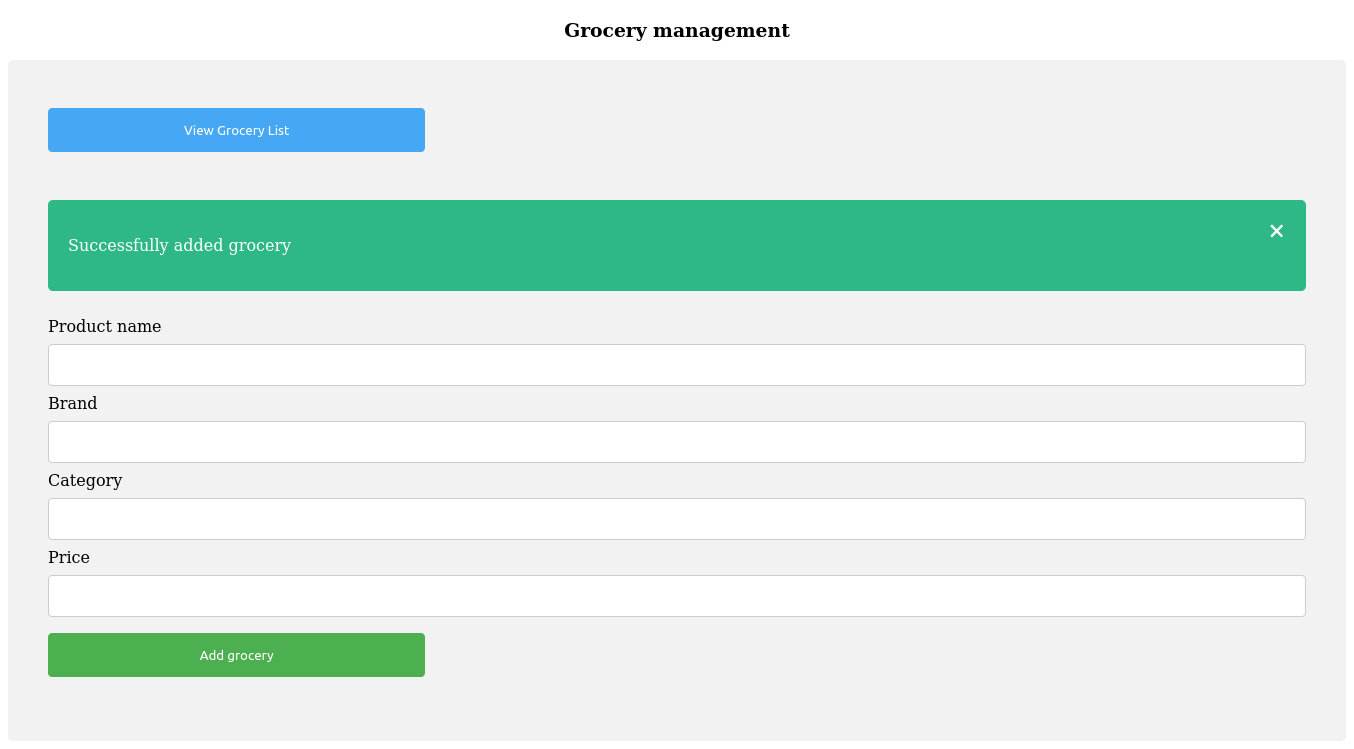 Grocery management
View Grocery List
Successfully added grocery
×
Product name
Brand
Category
Price
Add grocery